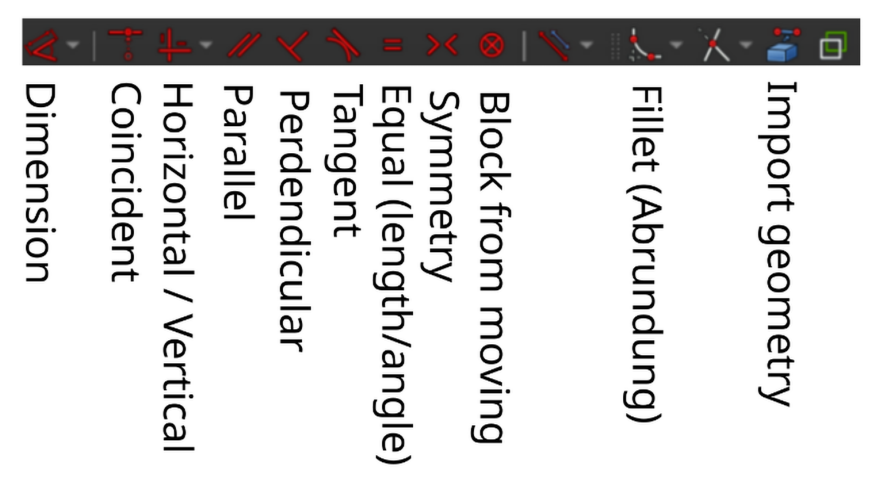 Dimension
Coincident
Horizontal / Vertical
Parallel
Perdendicular
Tangent
Equal (length/angle)
Symmetry
Block from moving
Fillet (Abrundung)
Import geometry